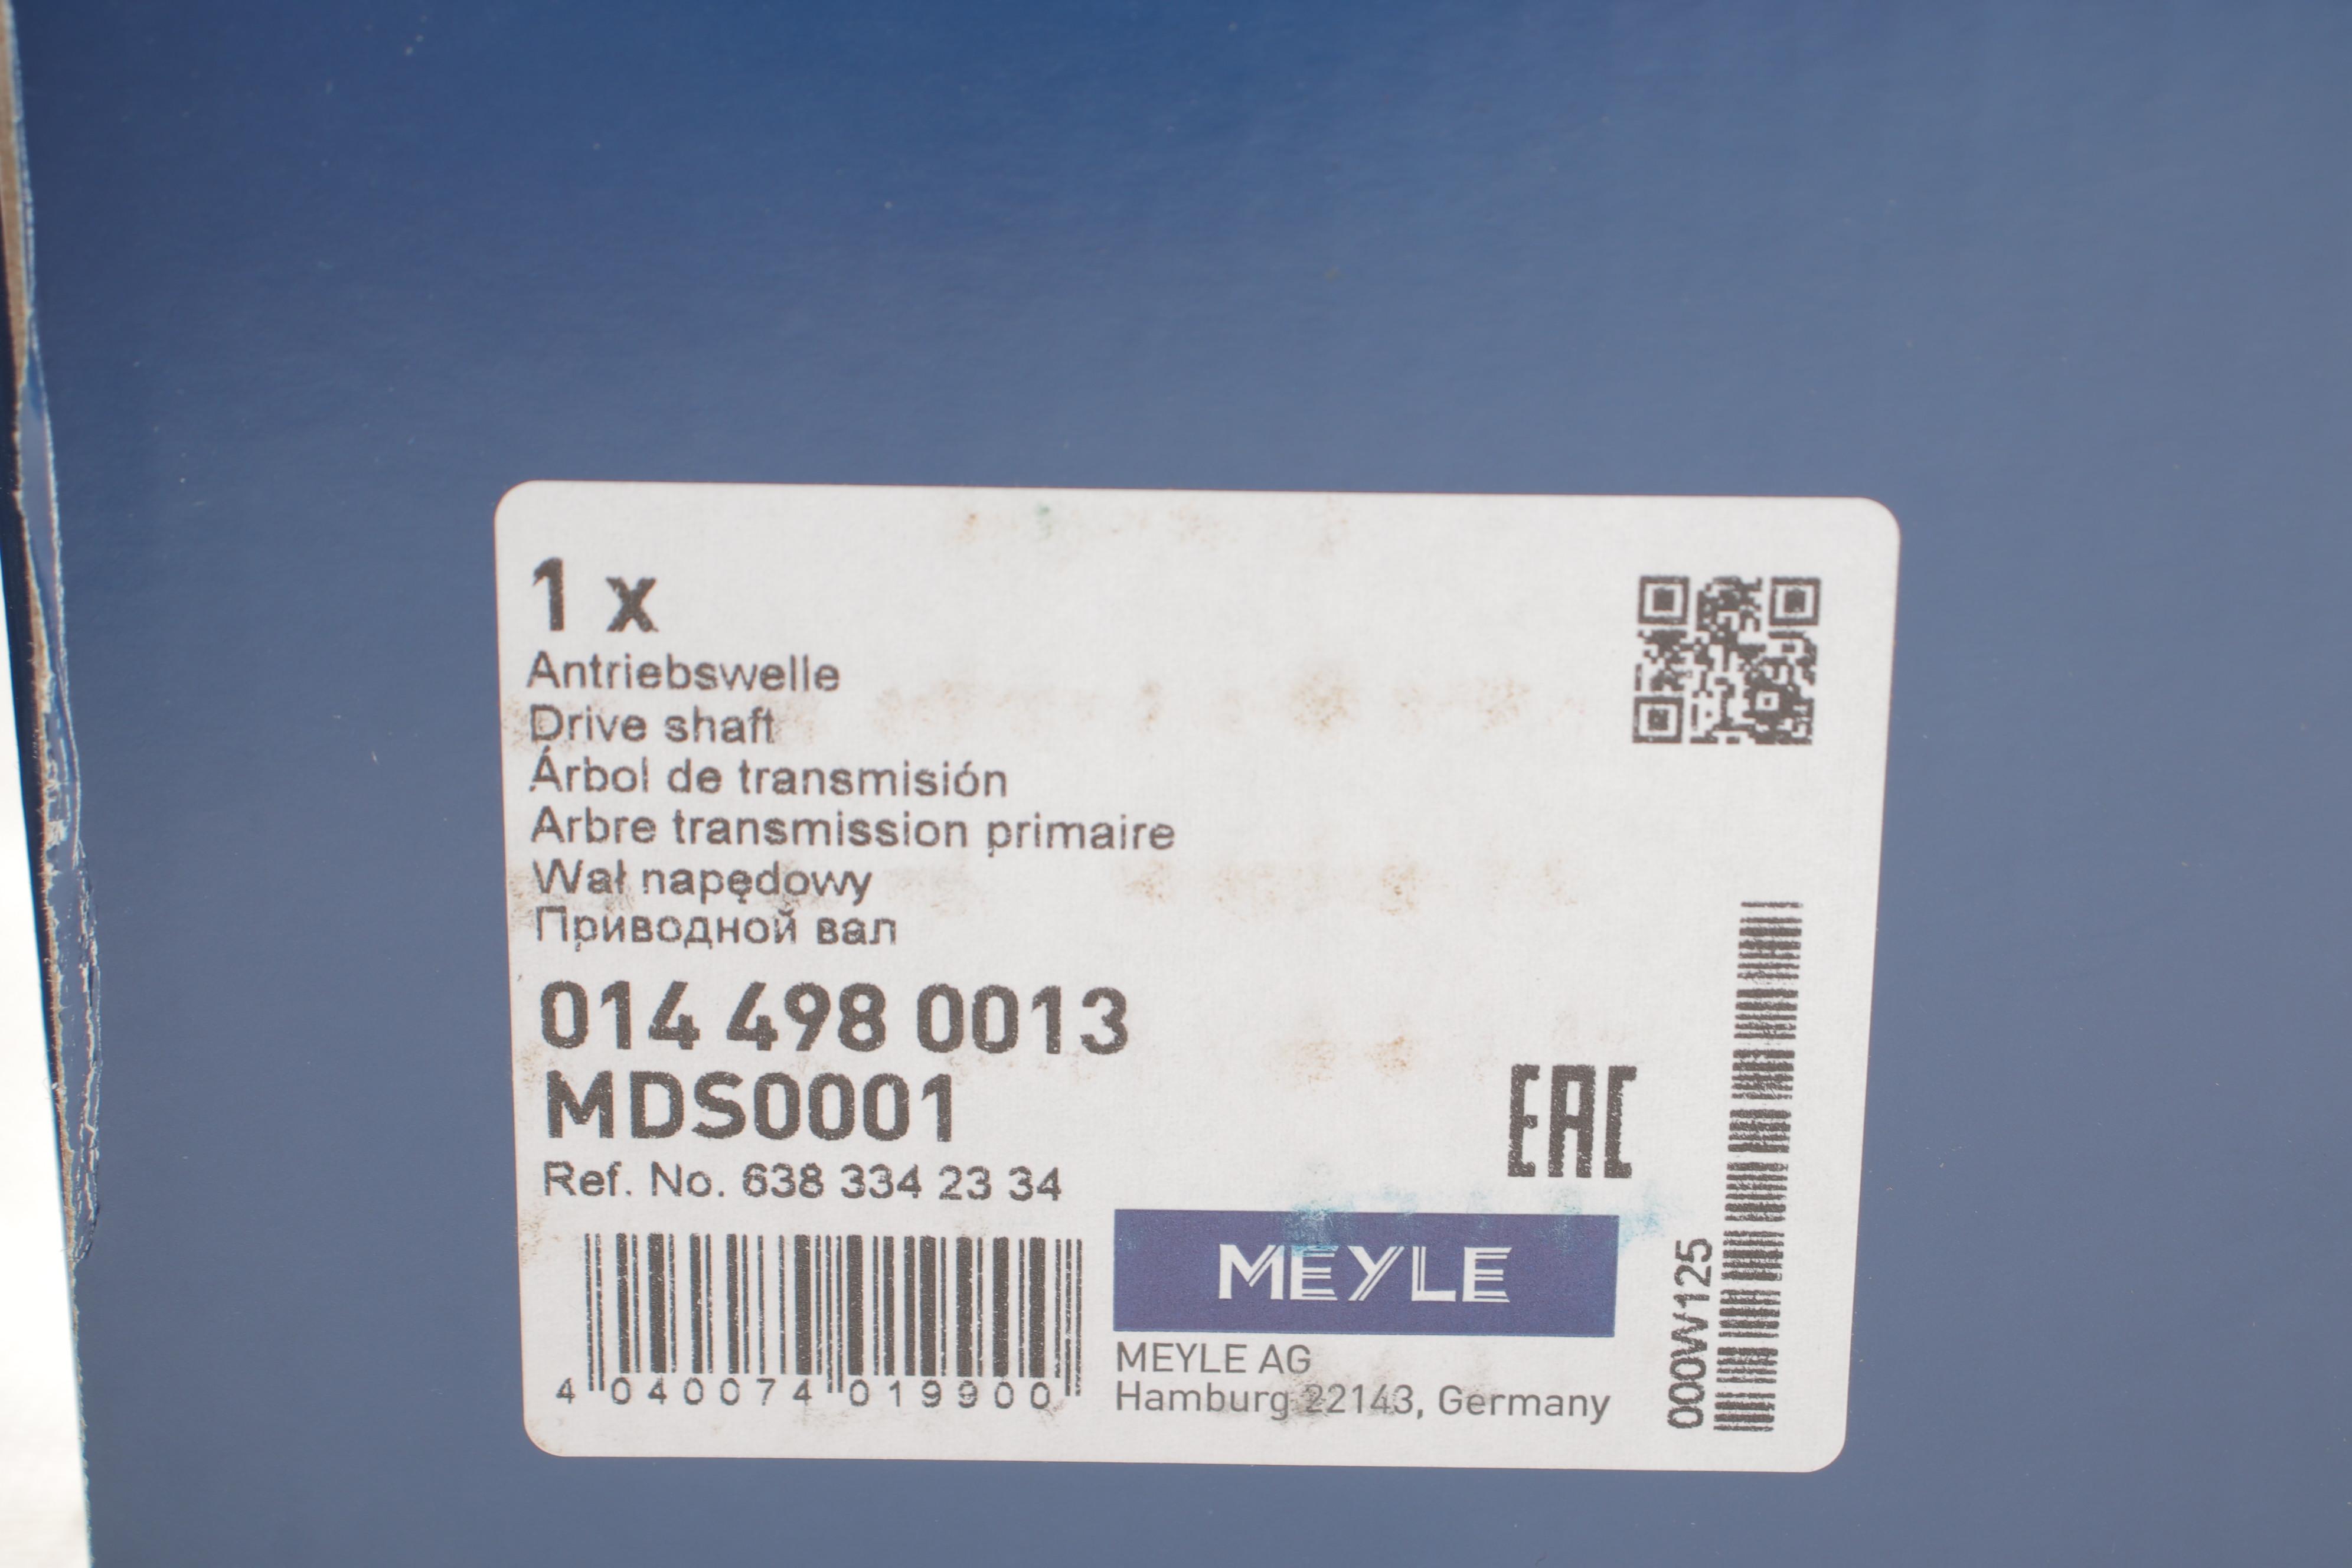 1 x
Antriebswelle
Drive shaft
Árbol de transmisión
Arbre transmission primaire
Wał napędowy
Приводной вал
014 498 0013
MDS0001
Ref. No. 638 334 23 34
EAC
4 040074 019900
MEYLE
MEYLE AG
Hamburg 22143, Germany
000W125